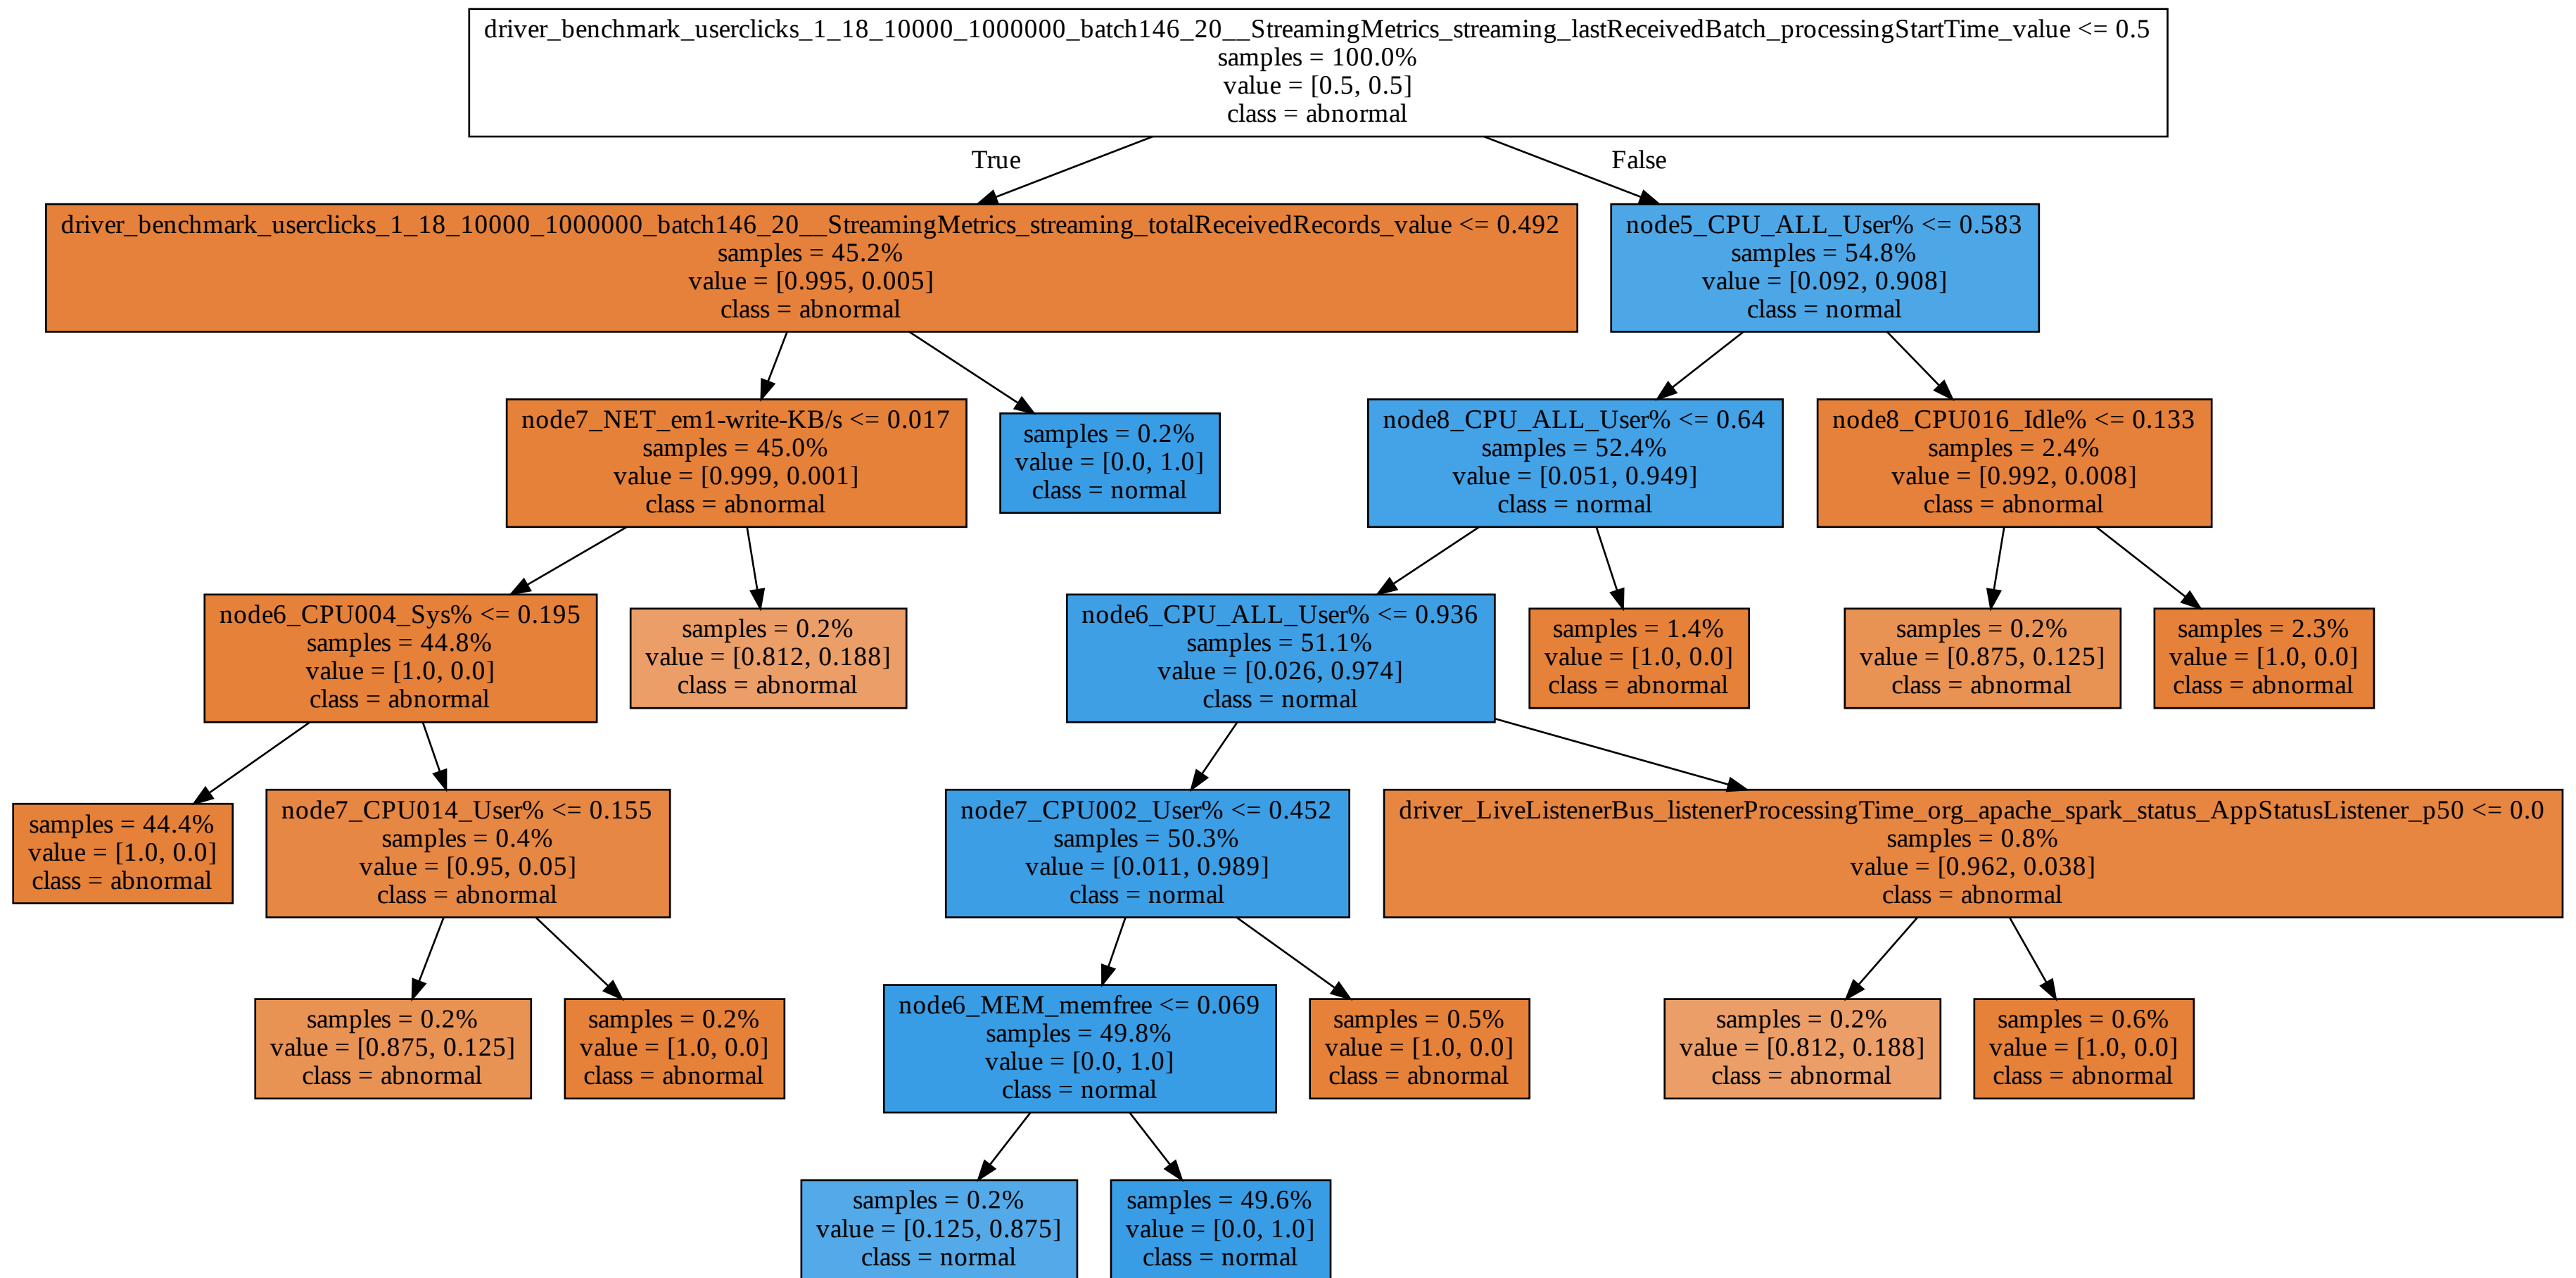 driver_benchmark_userclicks_1_18_10000_1000000_batch146_20__StreamingMetrics_streaming_lastReceivedBatch_processingStartTime_value <= 0.5
samples = 100.0%
value = [0.5, 0.5]
class = abnormal
True
False
driver_benchmark_userclicks_1_18_10000_1000000_batch146_20__StreamingMetrics_streaming_totalReceivedRecords_value <= 0.492
samples = 45.2%
value = [0.995, 0.005]
class = abnormal
node5_CPU_ALL_User% <= 0.583
samples = 54.8%
value = [0.092, 0.908]
class = normal
node7_NET_em1-write-KB/s <= 0.017
samples = 45.0%
value = [0.999, 0.001]
class = abnormal
samples = 0.2%
value = [0.0, 1.0]
class = normal
node8_CPU_ALL_User% <= 0.64
samples = 52.4%
value = [0.051, 0.949]
class = normal
node8_CPU016_Idle% <= 0.133
samples = 2.4%
value = [0.992, 0.008]
class = abnormal
node6_CPU004_Sys% <= 0.195
samples = 44.8%
value = [1.0, 0.0]
class = abnormal
samples = 0.2%
value = [0.812, 0.188]
class = abnormal
node6_CPU_ALL_User% <= 0.936
samples = 51.1%
value = [0.026, 0.974]
class = normal
samples = 1.4%
value = [1.0, 0.0]
class = abnormal
samples = 0.2%
value = [0.875, 0.125]
class = abnormal
samples = 2.3%
value = [1.0, 0.0]
class = abnormal
samples = 44.4%
value = [1.0, 0.0]
class = abnormal
node7_CPU014_User% <= 0.155
samples = 0.4%
value = [0.95, 0.05]
class = abnormal
node7_CPU002_User% <= 0.452
samples = 50.3%
value = [0.011, 0.989]
class = normal
driver_LiveListenerBus_listenerProcessingTime_org_apache_spark_status_AppStatusListener_p50 <= 0.0
samples = 0.8%
value = [0.962, 0.038]
class = abnormal
samples = 0.2%
value = [0.875, 0.125]
class = abnormal
samples = 0.2%
value = [1.0, 0.0]
class = abnormal
node6_MEM_memfree <= 0.069
samples = 49.8%
value = [0.0, 1.0]
class = normal
samples = 0.5%
value = [1.0, 0.0]
class = abnormal
samples = 0.2%
value = [0.812, 0.188]
class = abnormal
samples = 0.6%
value = [1.0, 0.0]
class = abnormal
samples = 0.2%
value = [0.125, 0.875]
class = normal
samples = 49.6%
value = [0.0, 1.0]
class = normal